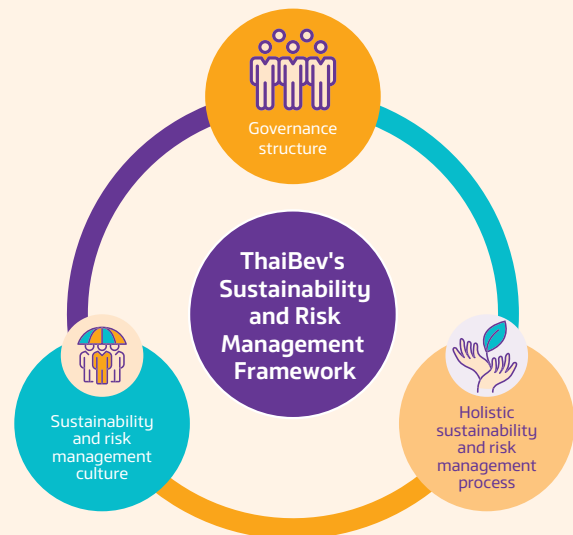 Governance
structure
ThaiBev's
Sustainability
and Risk
Management
Framework
Sustainability
and risk
management
culture
Holistic
sustainability
and risk
management
process